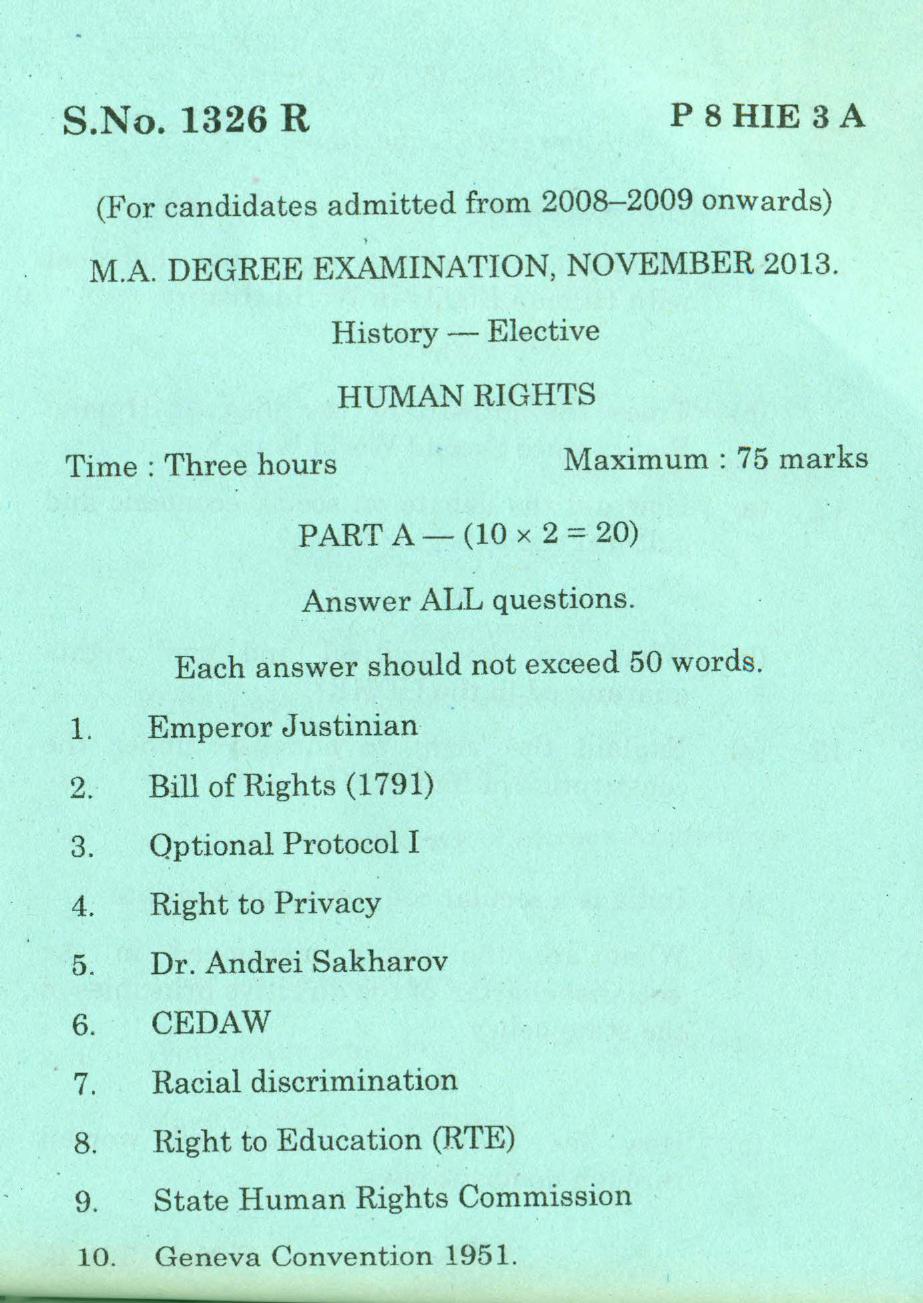 S.No. 1326 R P 8 HIE 3 A
(For candidates admitted from 2008–2009 onwards)
M.A. DEGREE EXAMINATION, NOVEMBER 2013.
History — Elective
HUMAN RIGHTS
Time : Three hours Maximum : 75 marks
PART A — (10 × 2 = 20)
Answer ALL questions.
Each answer should not exceed 50 words.
1. Emperor Justinian
2. Bill of Rights (1791)
3. Optional Protocol I
4. Right to Privacy
5. Dr. Andrei Sakharov
6. CEDAW
7. Racial discrimination
8. Right to Education (RTE)
9. State Human Rights Commission
10. Geneva Convention 1951.